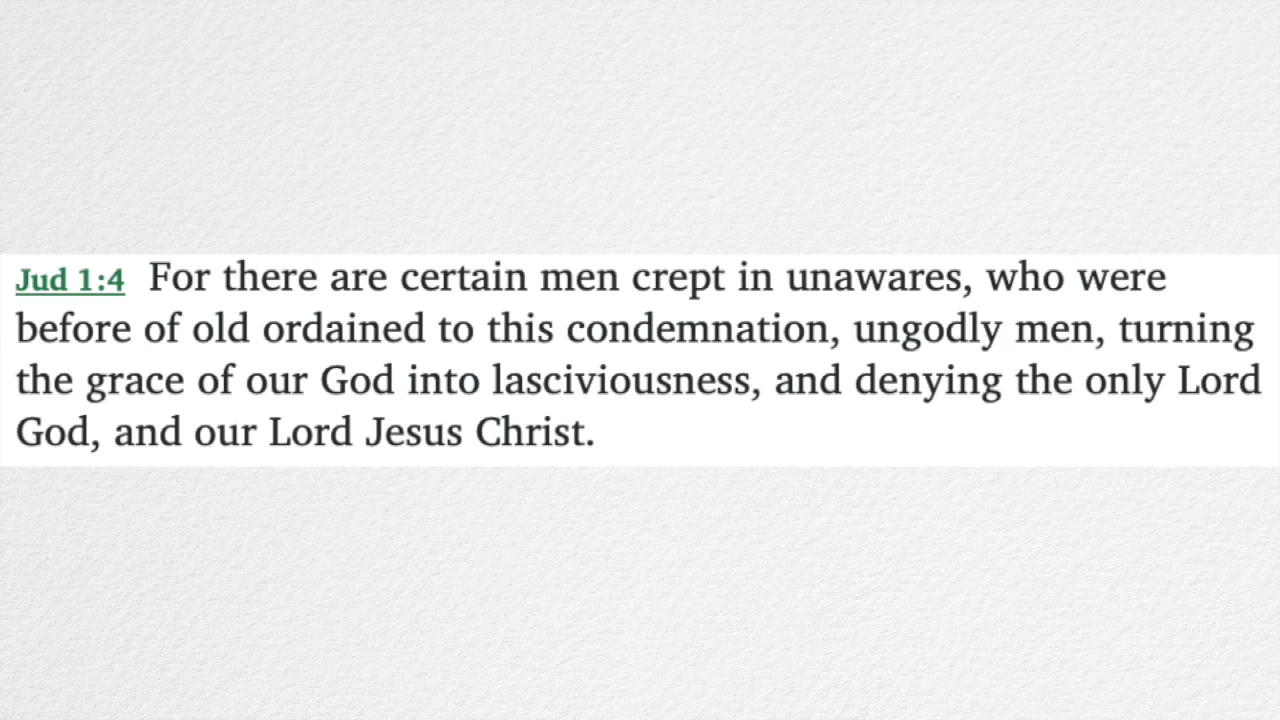 Jud 1:4 For there are certain men crept in unawares, who were
before of old ordained to this condemnation, ungodly men, turning
the grace of our God into lasciviousness, and denying the only Lord
God, and our Lord Jesus Christ.